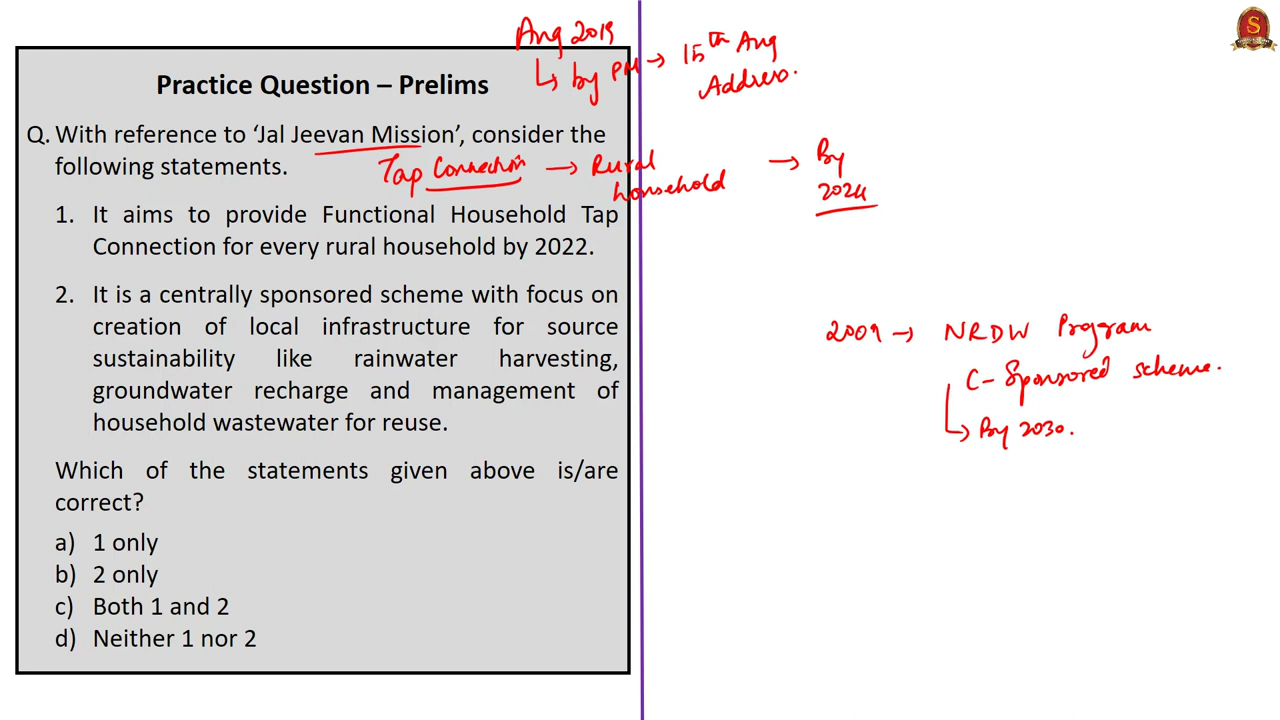 Aug 2019
↳ by PM → 15th Aug
Address.
Practice Question – Prelims
Q. With reference to ‘Jal Jeevan Mission’, consider the
following statements.
Tap Connection → Rural household → By 2024
1. It aims to provide Functional Household Tap
Connection for every rural household by 2022.
2. It is a centrally sponsored scheme with focus on
creation of local infrastructure for source
sustainability like rainwater harvesting,
groundwater recharge and management of
household wastewater for reuse.
2009 → NRDW Program
C-Sponsored scheme.
↳ By 2030.
Which of the statements given above is/are
correct?
a) 1 only
b) 2 only
c) Both 1 and 2
d) Neither 1 nor 2